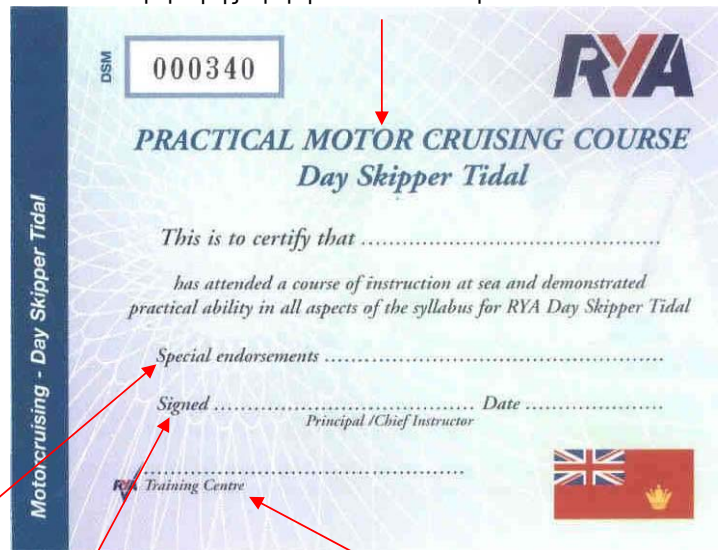 DSM
000340
RYA
PRACTICAL MOTOR CRUISING COURSE
Day Skipper Tidal
This is to certify that ..........................................
has attended a course of instruction at sea and demonstrated
practical ability in all aspects of the syllabus for RYA Day Skipper Tidal
Special endorsements ................................................
Signed ..................................... Date ....................
Principal /Chief Instructor
..............................................
RYA Training Centre
Motorcruising - Day Skipper Tidal